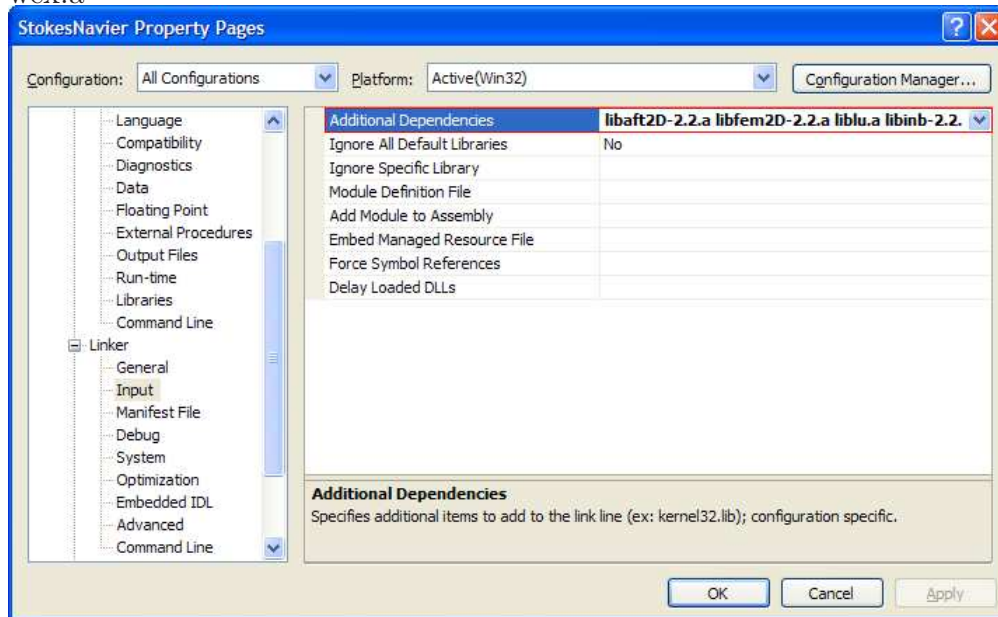 StokesNavier Property Pages
Configuration: All Configurations Platform: Active(Win32) Configuration Manager...
Language
Compatibility
Diagnostics
Data
Floating Point
External Procedures
Output Files
Run-time
Libraries
Command Line
Linker
General
Input
Manifest File
Debug
System
Optimization
Embedded IDL
Advanced
Command Line
Additional Dependencies libaft2D-2.2.a libfem2D-2.2.a liblu.a libinb-2.2.
Ignore All Default Libraries No
Ignore Specific Library
Module Definition File
Add Module to Assembly
Embed Managed Resource File
Force Symbol References
Delay Loaded DLLs
Additional Dependencies
Specifies additional items to add to the link line (ex: kernel32.lib); configuration specific.
OK Cancel Apply